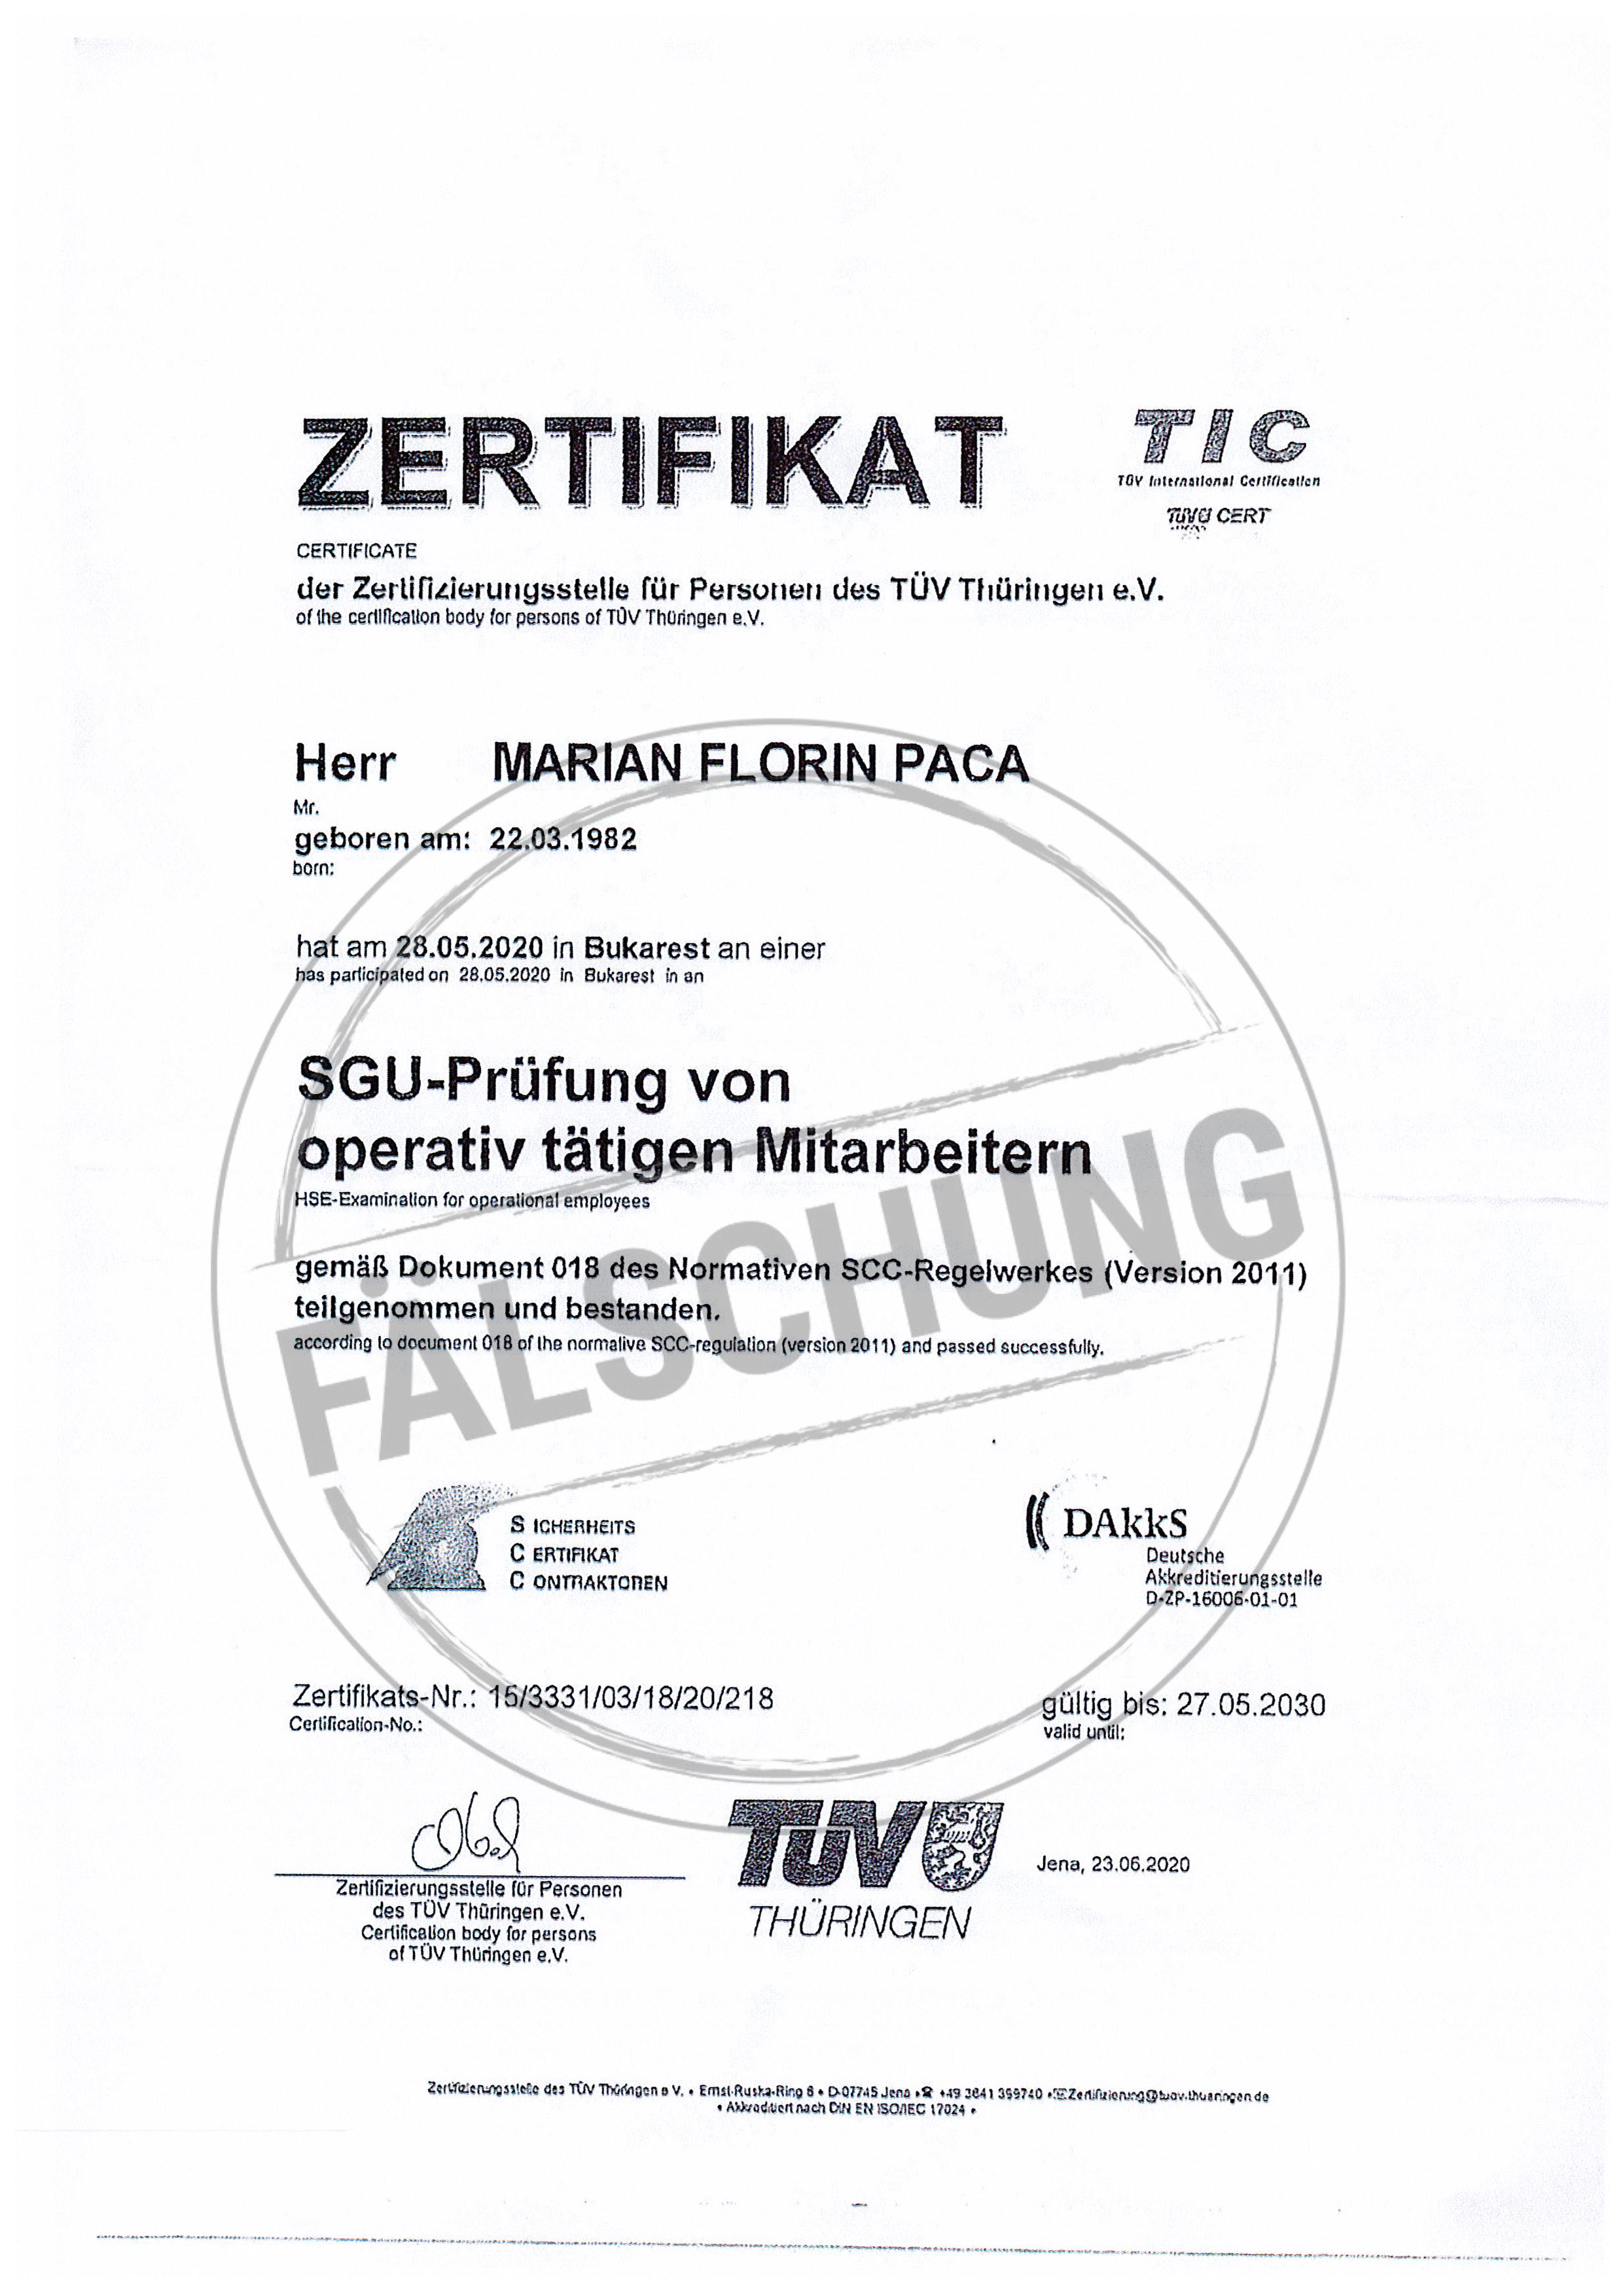 ZERTIFIKAT
TIC
TÜV International Certification
TÜV CERT
CERTIFICATE
der Zertifizierungsstelle für Personen des TÜV Thüringen e.V.
of the certification body for persons of TÜV Thüringen e.V.
Herr MARIAN FLORIN PACA
Mr.
geboren am: 22.03.1982
born:
hat am 28.05.2020 in Bukarest an einer
has participated on 28.05.2020 in Bukarest in an
SGU-Prüfung von
operativ tätigen Mitarbeitern
HSE-Examination for operational employees
gemäß Dokument 018 des Normativen SCC-Regelwerkes (Version 2011)
teilgenommen und bestanden.
according to document 018 of the normative SCC-regulation (version 2011) and passed successfully.
FÄLSCHUNG
S ICHERHEITS
C ERTIFIKAT
C ONTRAKTOREN
DAkkS
Deutsche
Akkreditierungsstelle
D-ZP-16006-01-01
Zertifikats-Nr.: 15/3331/03/18/20/218
Certification-No.:
gültig bis: 27.05.2030
valid until:
Zertifizierungsstelle für Personen
des TÜV Thüringen e.V.
Certification body for persons
of TÜV Thüringen e.V.
TÜV
THÜRINGEN
Jena, 23.06.2020
Zertifizierungsstelle des TÜV Thüringen e.V. • Ernst-Ruska-Ring 6 • D-07745 Jena • ☎ +49 3641 399740 • ✉ Zertifizierung@tuev-thueringen.de
• Akkreditiert nach DIN EN ISO/IEC 17024 •